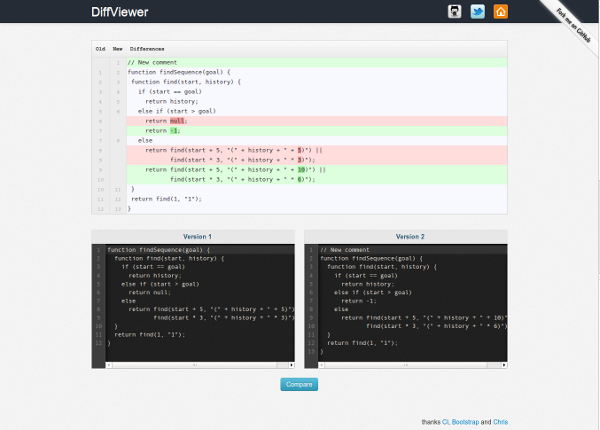 DiffViewer
Fork me on GitHub
Old New Differences
1 // New comment
1 2 function findSequence(goal) {
2 3 function find(start, history) {
3 4 if (start == goal)
4 5 return history;
5 6 else if (start > goal)
6 return null;
7 return -1;
7 8 else
8 return find(start + 5, "(" + history + " + 5)") ||
9 find(start * 3, "(" + history + " * 3)");
9 return find(start + 5, "(" + history + " + 10)") ||
10 find(start * 3, "(" + history + " * 6)");
10 11 }
11 12 return find(1, "1");
12 13 }
Version 1
1 function findSequence(goal) {
2 function find(start, history) {
3 if (start == goal)
4 return history;
5 else if (start > goal)
6 return null;
7 else
8 return find(start + 5, "(" + history + " + 5)")
9 find(start * 3, "(" + history + " * 3)")
10 }
11 return find(1, "1");
12 }
Version 2
1 // New comment
2 function findSequence(goal) {
3 function find(start, history) {
4 if (start == goal)
5 return history;
6 else if (start > goal)
7 return -1;
8 else
9 return find(start + 5, "(" + history + " + 10)"
10 find(start * 3, "(" + history + " * 6)"
11 }
12 return find(1, "1");
13 }
Compare
thanks CL Bootstrap and Chris